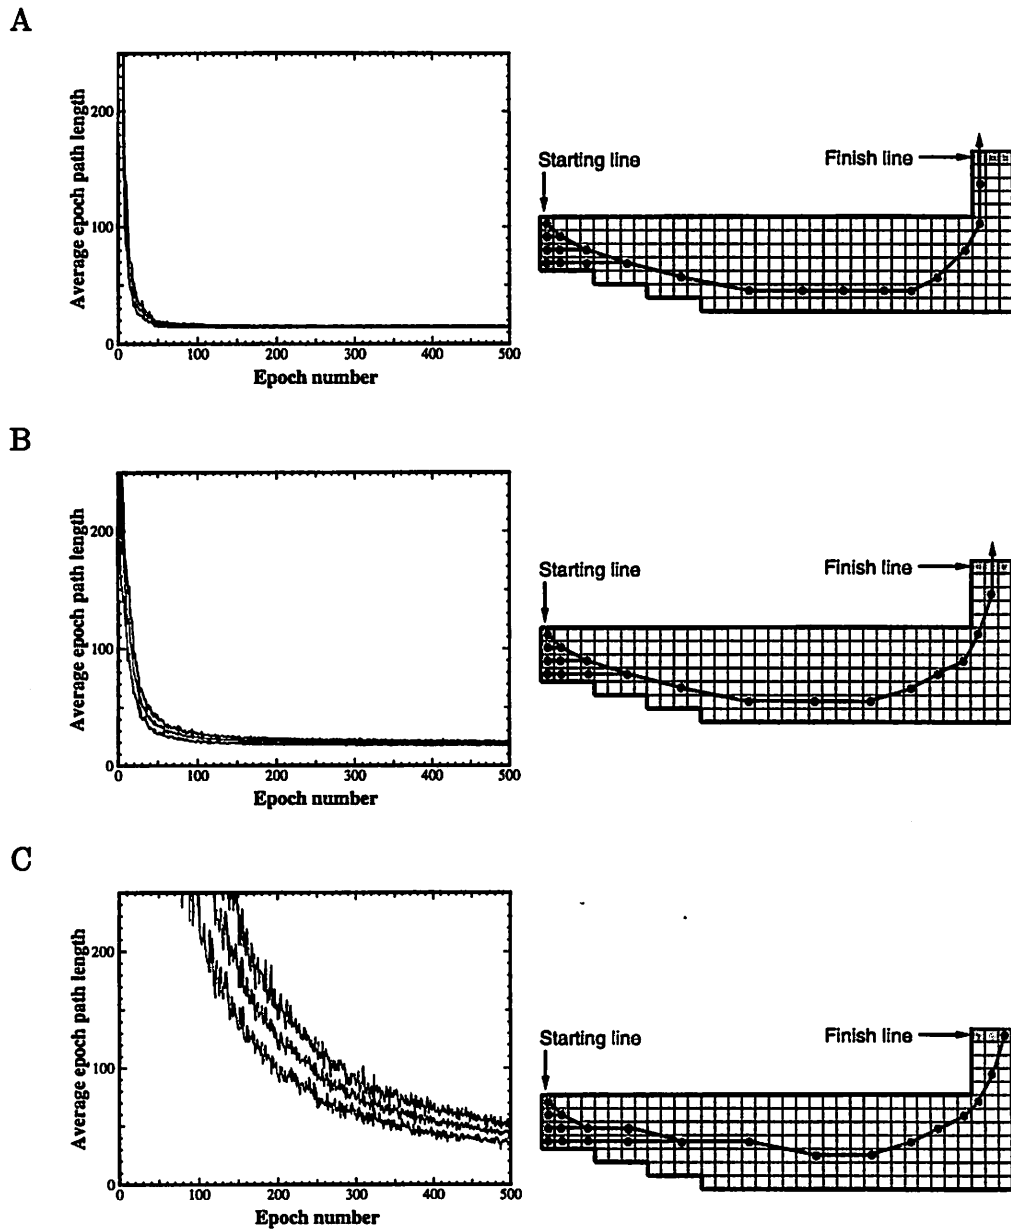 A
Average epoch path length
200
100
0
0 100 200 300 400 500
Epoch number
Starting line
Finish line
B
Average epoch path length
200
100
0
0 100 200 300 400 500
Epoch number
Starting line
Finish line
C
Average epoch path length
200
100
0
0 100 200 300 400 500
Epoch number
Starting line
Finish line